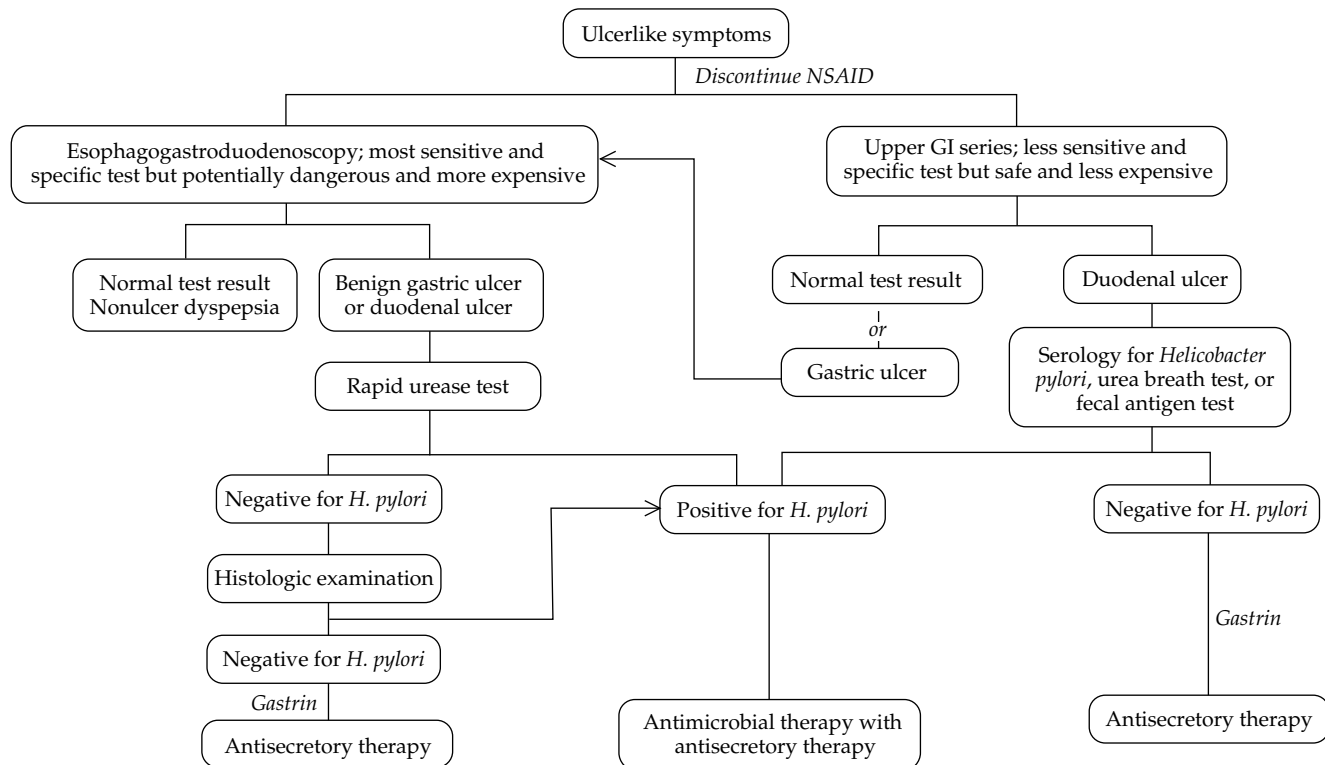 Ulcerlike symptoms
Discontinue NSAID
Esophagogastroduodenoscopy; most sensitive and
specific test but potentially dangerous and more expensive
Upper GI series; less sensitive and
specific test but safe and less expensive
Normal test result
Nonulcer dyspepsia
Benign gastric ulcer
or duodenal ulcer
Normal test result
or
Gastric ulcer
Duodenal ulcer
Rapid urease test
Serology for Helicobacter
pylori, urea breath test, or
fecal antigen test
Negative for H. pylori
Positive for H. pylori
Negative for H. pylori
Histologic examination
Negative for H. pylori
Gastrin
Gastrin
Antisecretory therapy
Antimicrobial therapy with
antisecretory therapy
Antisecretory therapy